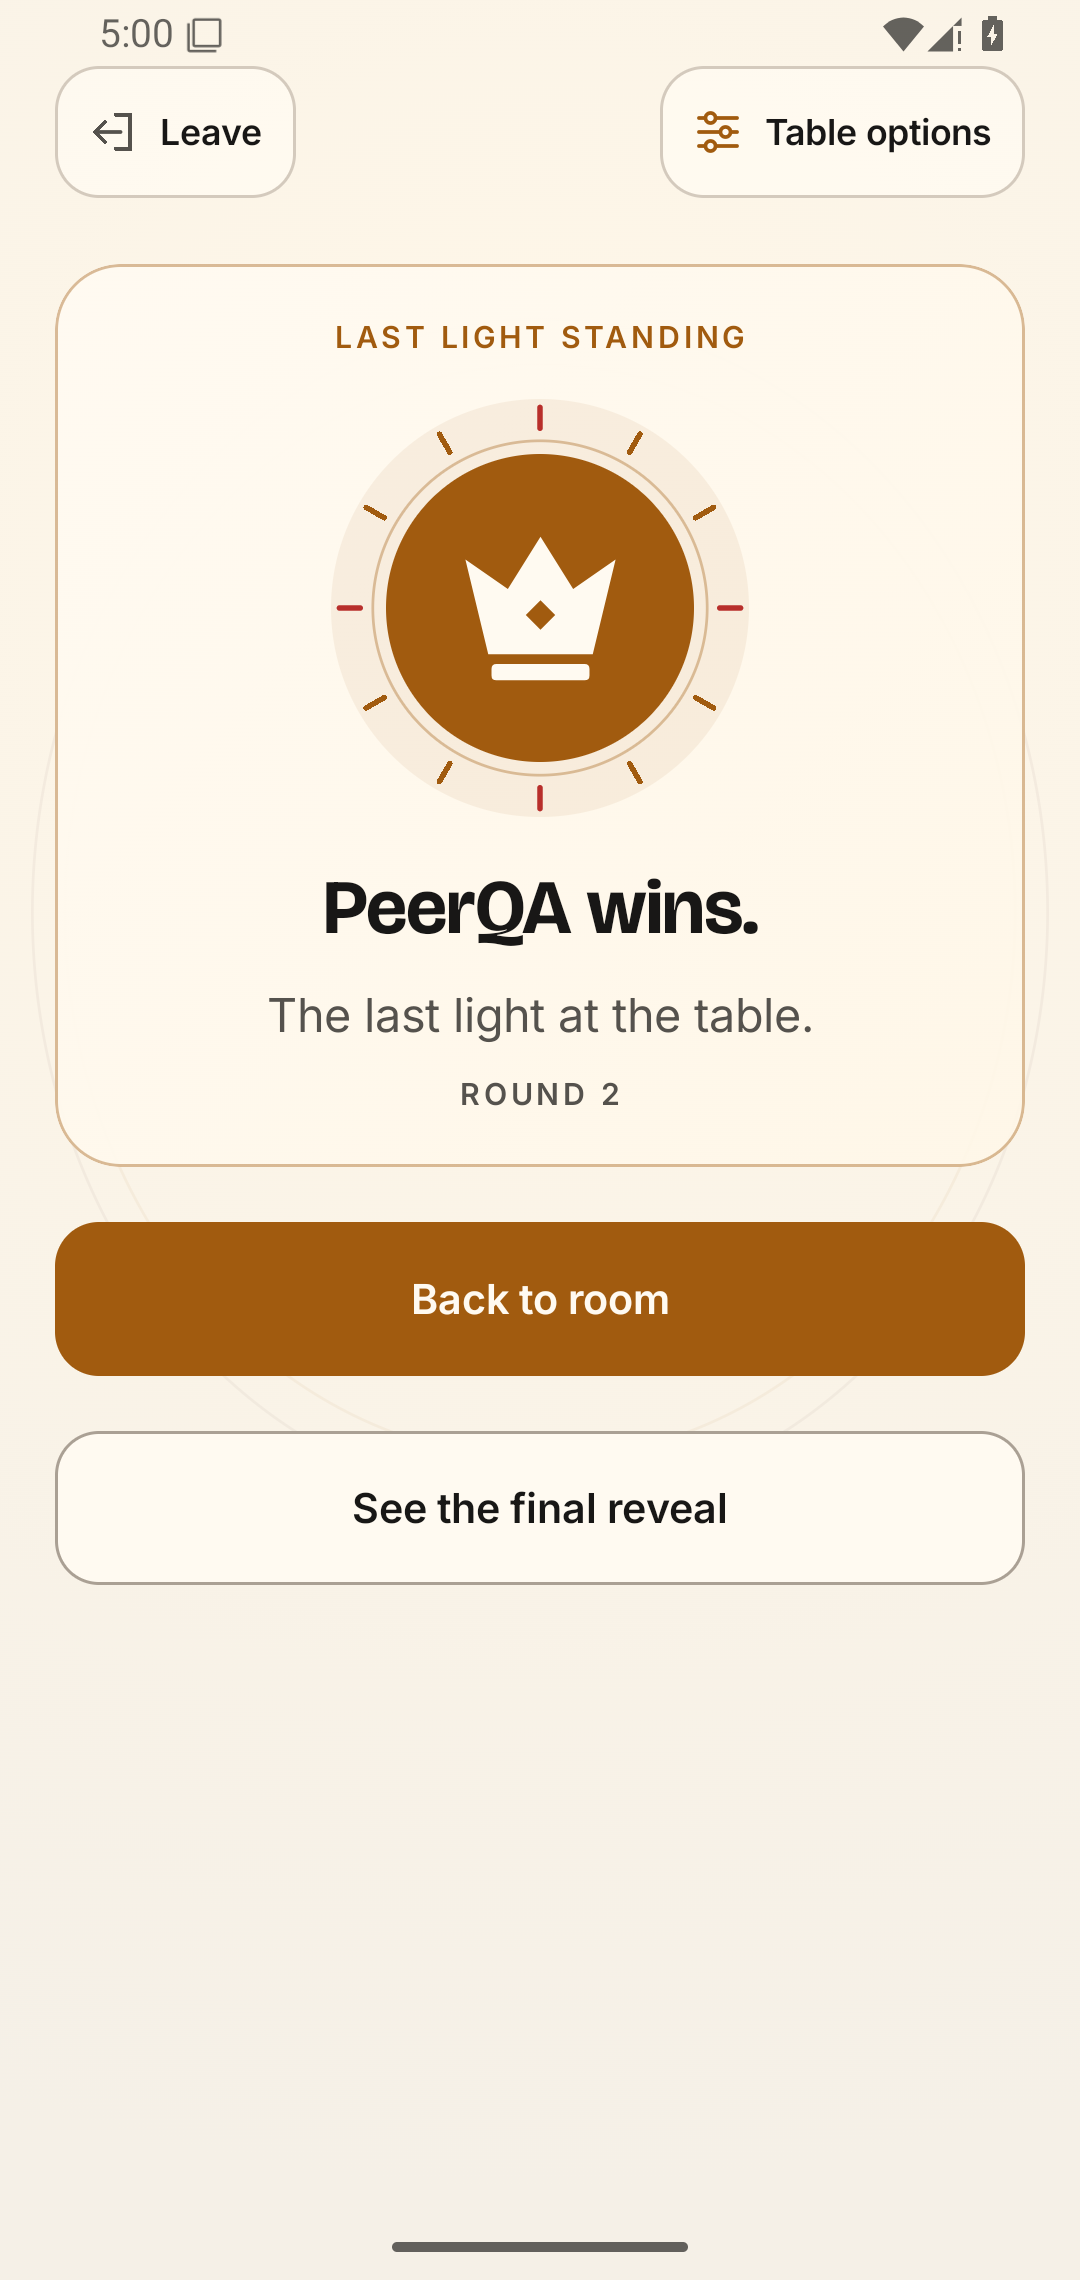 5:00
Leave
Table options
LAST LIGHT STANDING
PeerQA wins.
The last light at the table.
ROUND 2
Back to room
See the final reveal